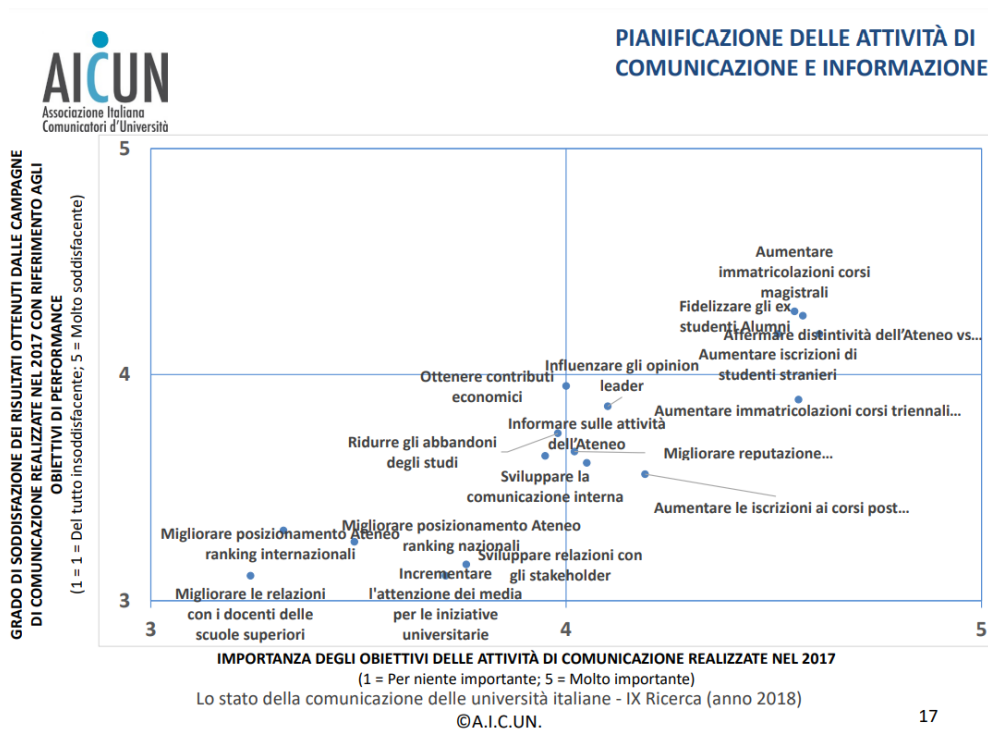 AICUN
Associazione Italiana
Comunicatori d'Università
PIANIFICAZIONE DELLE ATTIVITÀ DI
COMUNICAZIONE E INFORMAZIONE
GRADO DI SODDISFAZIONE DEI RISULTATI OTTENUTI DALLE CAMPAGNE
DI COMUNICAZIONE REALIZZATE NEL 2017 CON RIFERIMENTO AGLI
OBIETTIVI DI PERFORMANCE
(1 = 1 = Del tutto insoddisfacente; 5 = Molto soddisfacente)
5
4
3
Aumentare
immatricolazioni corsi
magistrali
Fidelizzare gli ex
studenti Alumni
Affermare distintività dell'Ateneo vs…
Aumentare iscrizioni di
studenti stranieri
Influenzare gli opinion
leader
Ottenere contributi
economici
Aumentare immatricolazioni corsi triennali…
Informare sulle attività
dell'Ateneo
Ridurre gli abbandoni
degli studi
Migliorare reputazione…
Sviluppare la
comunicazione interna
Aumentare le iscrizioni ai corsi post…
Migliorare posizionamento Ateneo
ranking internazionali
Migliorare posizionamento Ateneo
ranking nazionali
Sviluppare relazioni con
gli stakeholder
Migliorare le relazioni
con i docenti delle
scuole superiori
Incrementare
l'attenzione dei media
per le iniziative
universitarie
3
4
5
IMPORTANZA DEGLI OBIETTIVI DELLE ATTIVITÀ DI COMUNICAZIONE REALIZZATE NEL 2017
(1 = Per niente importante; 5 = Molto importante)
Lo stato della comunicazione delle università italiane - IX Ricerca (anno 2018)
©A.I.C.UN.
17